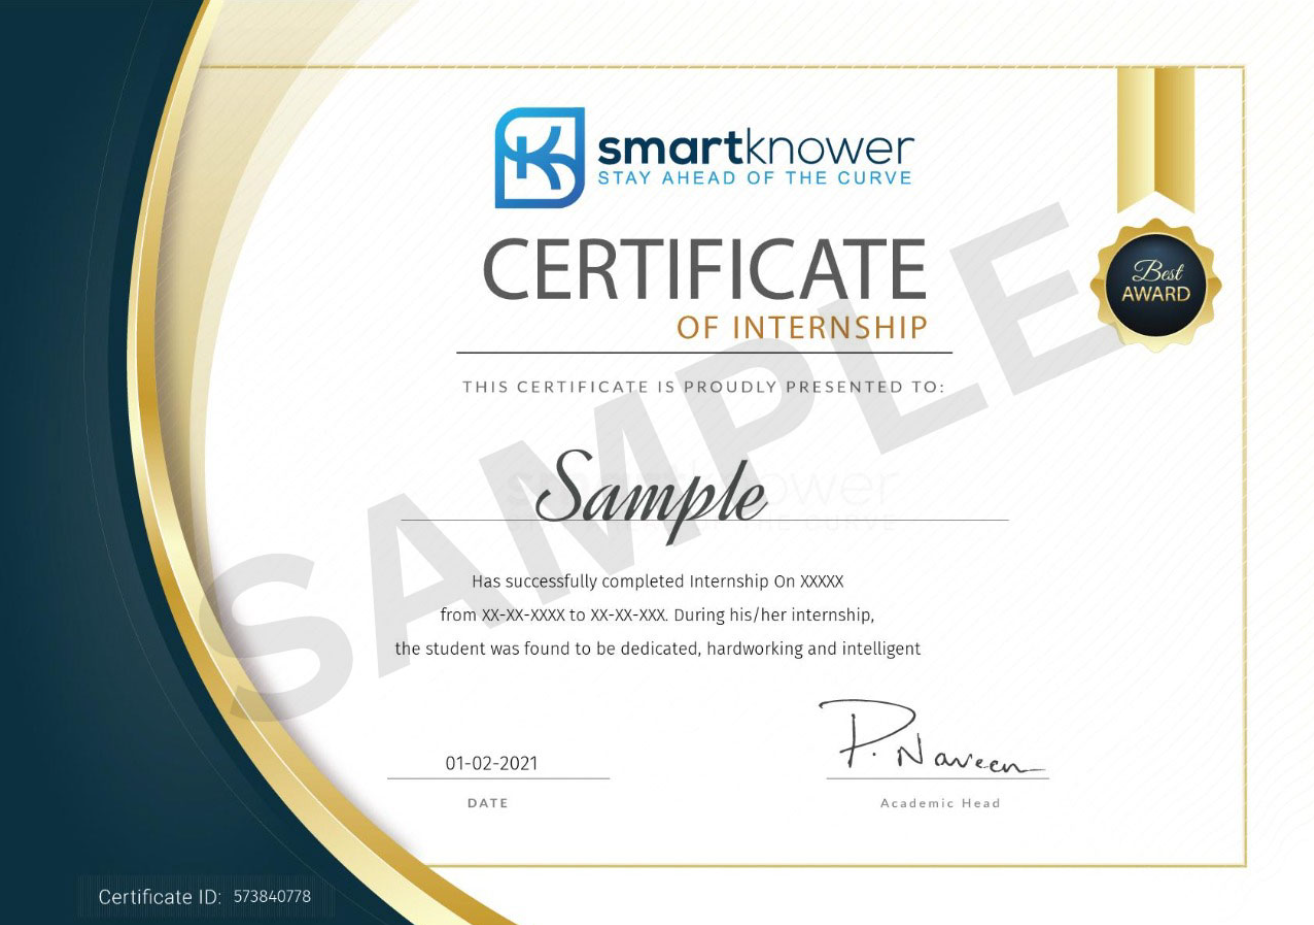 smartknower
STAY AHEAD OF THE CURVE
CERTIFICATE
OF INTERNSHIP
Best
AWARD
THIS CERTIFICATE IS PROUDLY PRESENTED TO:
Sample
SAMPLE
Has successfully completed Internship On XXXXX
from XX-XX-XXXX to XX-XX-XXX. During his/her internship,
the student was found to be dedicated, hardworking and intelligent
P. Naveen
01-02-2021
DATE
Academic Head
Certificate ID: 573840778